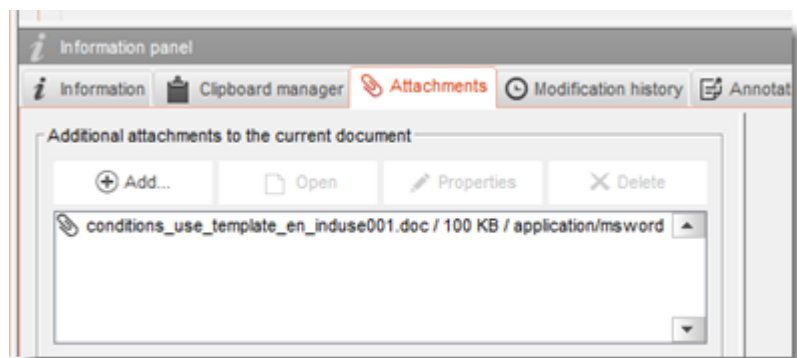 Information panel
Information Clipboard manager Attachments Modification history Annotat
Additional attachments to the current document
Add... Open Properties Delete
conditions_use_template_en_induse001.doc / 100 KB / application/msword